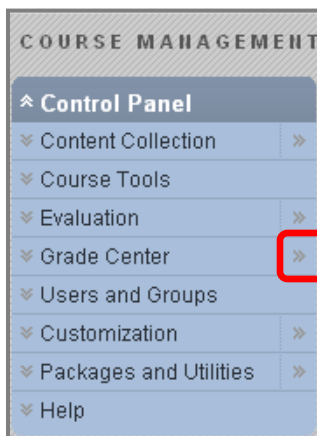 COURSE MANAGEMENT
Control Panel
Content Collection
Course Tools
Evaluation
Grade Center
Users and Groups
Customization
Packages and Utilities
Help